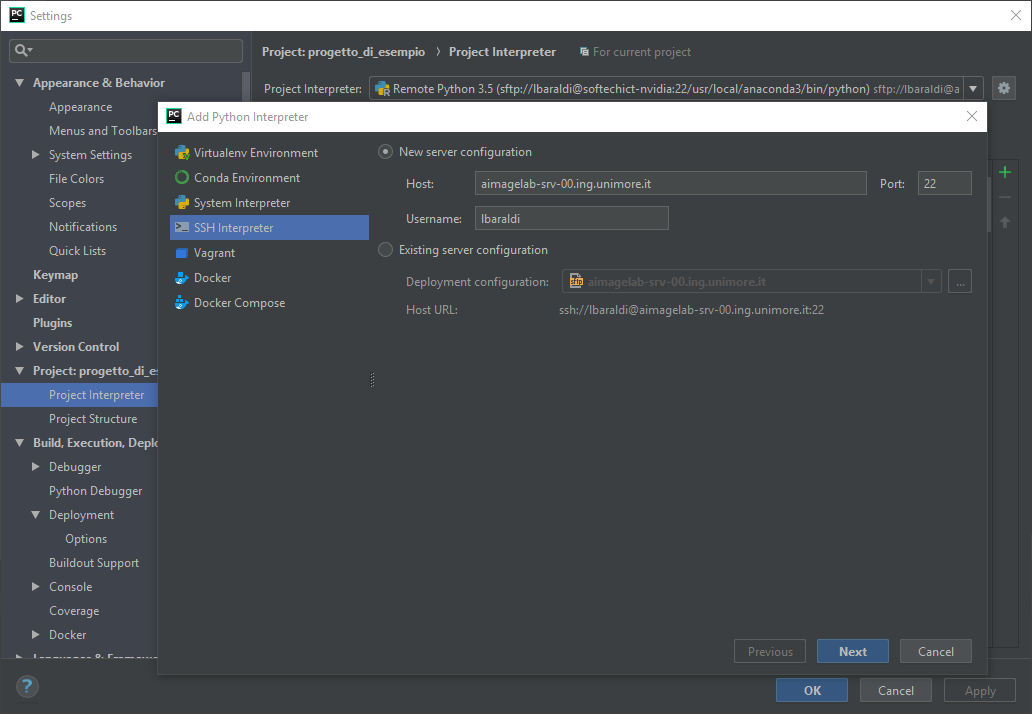 Settings
Project: progetto_di_esempio › Project Interpreter For current project
Project Interpreter: Remote Python 3.5 (sftp://lbaraldi@softechict-nvidia:22/usr/local/anaconda3/bin/python) sftp://lbaraldi@a
Appearance & Behavior
Appearance
Menus and Toolbars
System Settings
File Colors
Scopes
Notifications
Quick Lists
Keymap
Editor
Plugins
Version Control
Project: progetto_di_es
Project Interpreter
Project Structure
Build, Execution, Deplo
Debugger
Python Debugger
Deployment
Options
Buildout Support
Console
Coverage
Docker
Language & Framewo
PC Add Python Interpreter
Virtualenv Environment
Conda Environment
System Interpreter
SSH Interpreter
Vagrant
Docker
Docker Compose
New server configuration
Host: aimagelab-srv-00.ing.unimore.it Port: 22
Username: lbaraldi
Existing server configuration
Deployment configuration: sftp aimagelab-srv-00.ing.unimore.it ...
Host URL: ssh://lbaraldi@aimagelab-srv-00.ing.unimore.it:22
Previous Next Cancel
? OK Cancel Apply